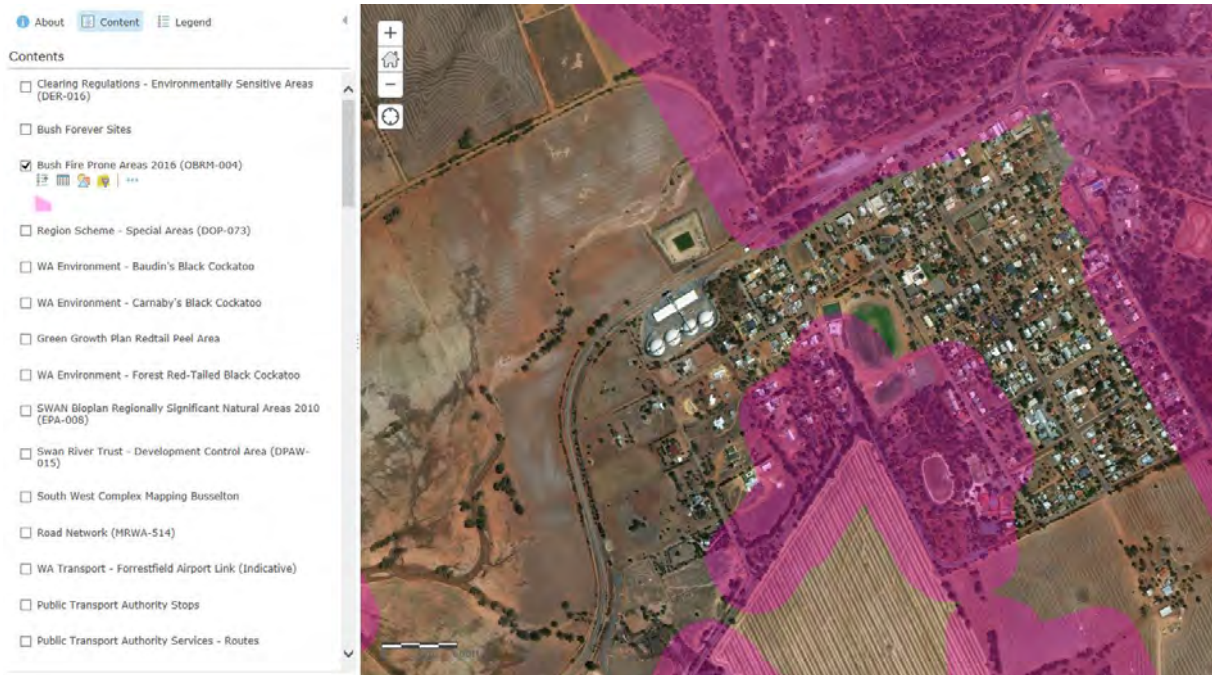 About Content Legend
Contents
Clearing Regulations - Environmentally Sensitive Areas
(DER-016)
Bush Forever Sites
Bush Fire Prone Areas 2016 (OBRM-004)
Region Scheme - Special Areas (DOP-073)
WA Environment - Baudin's Black Cockatoo
WA Environment - Carnaby's Black Cockatoo
Green Growth Plan Redtail Peel Area
WA Environment - Forest Red-Tailed Black Cockatoo
SWAN Bioplan Regionally Significant Natural Areas 2010
(EPA-008)
Swan River Trust - Development Control Area (DPAW-
015)
South West Complex Mapping Busselton
Road Network (MRWA-514)
WA Transport - Forrestfield Airport Link (Indicative)
Public Transport Authority Stops
Public Transport Authority Services - Routes